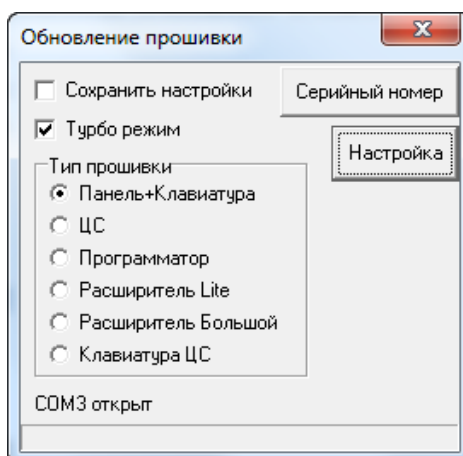 Обновление прошивки
Сохранить настройки
Серийный номер
Турбо режим
Настройка
Тип прошивки
Панель+Клавиатура
ЦС
Программатор
Расширитель Lite
Расширитель Большой
Клавиатура ЦС
COM3 открыт